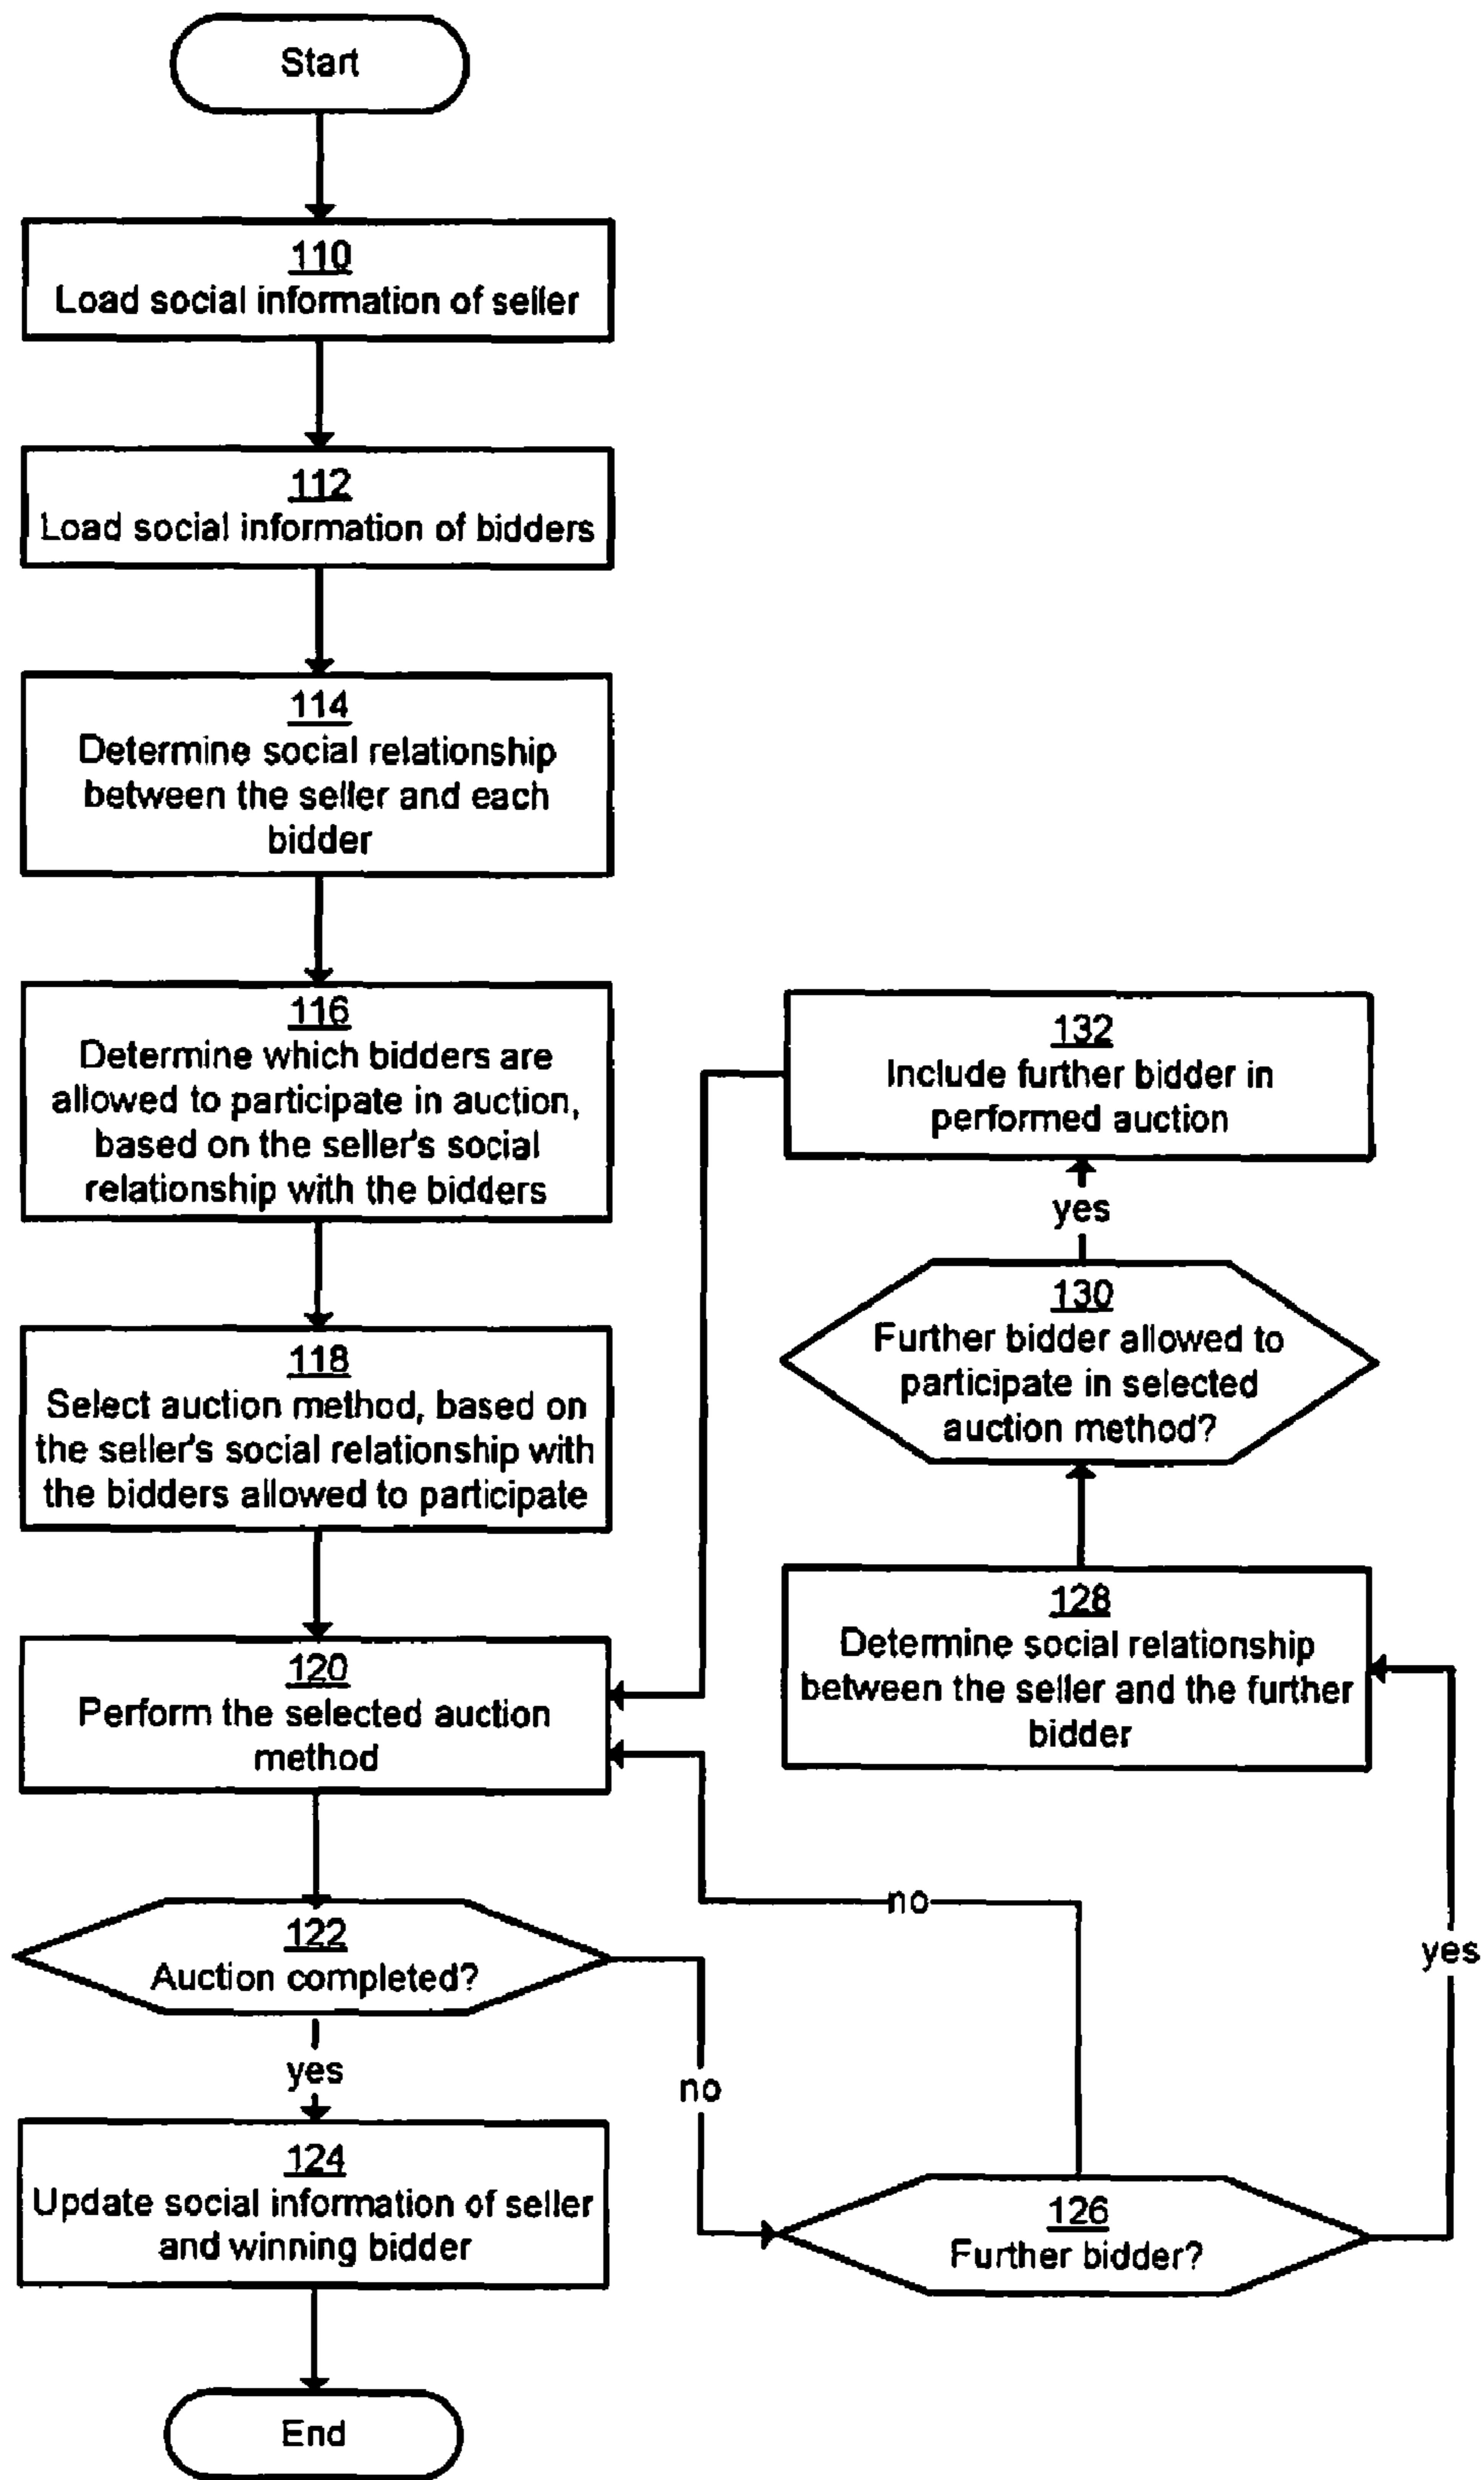 Start
110
Load social information of seller
112
Load social information of bidders
114
Determine social relationship
between the seller and each
bidder
116
Determine which bidders are
allowed to participate in auction,
based on the seller's social
relationship with the bidders
118
Select auction method, based on
the seller's social relationship with
the bidders allowed to participate
120
Perform the selected auction
method
122
Auction completed?
yes
124
Update social information of seller
and winning bidder
End
132
Include further bidder in
performed auction
yes
130
Further bidder allowed to
participate in selected
auction method?
128
Determine social relationship
between the seller and the further
bidder
no
yes
no
126
Further bidder?